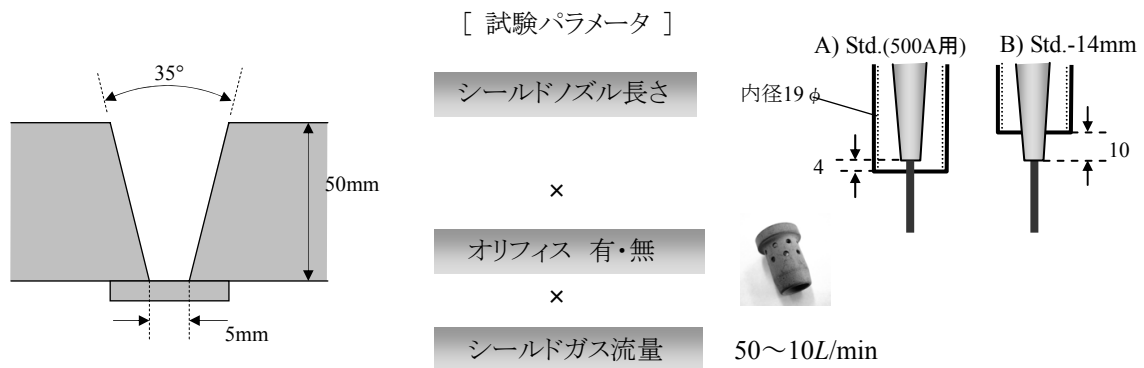 [ 試験パラメータ ]
35°
50mm
5mm
シールドノズル長さ
×
オリフィス 有・無
×
シールドガス流量
50～10L/min
A) Std.(500A用)
B) Std.-14mm
内径19φ
4
10